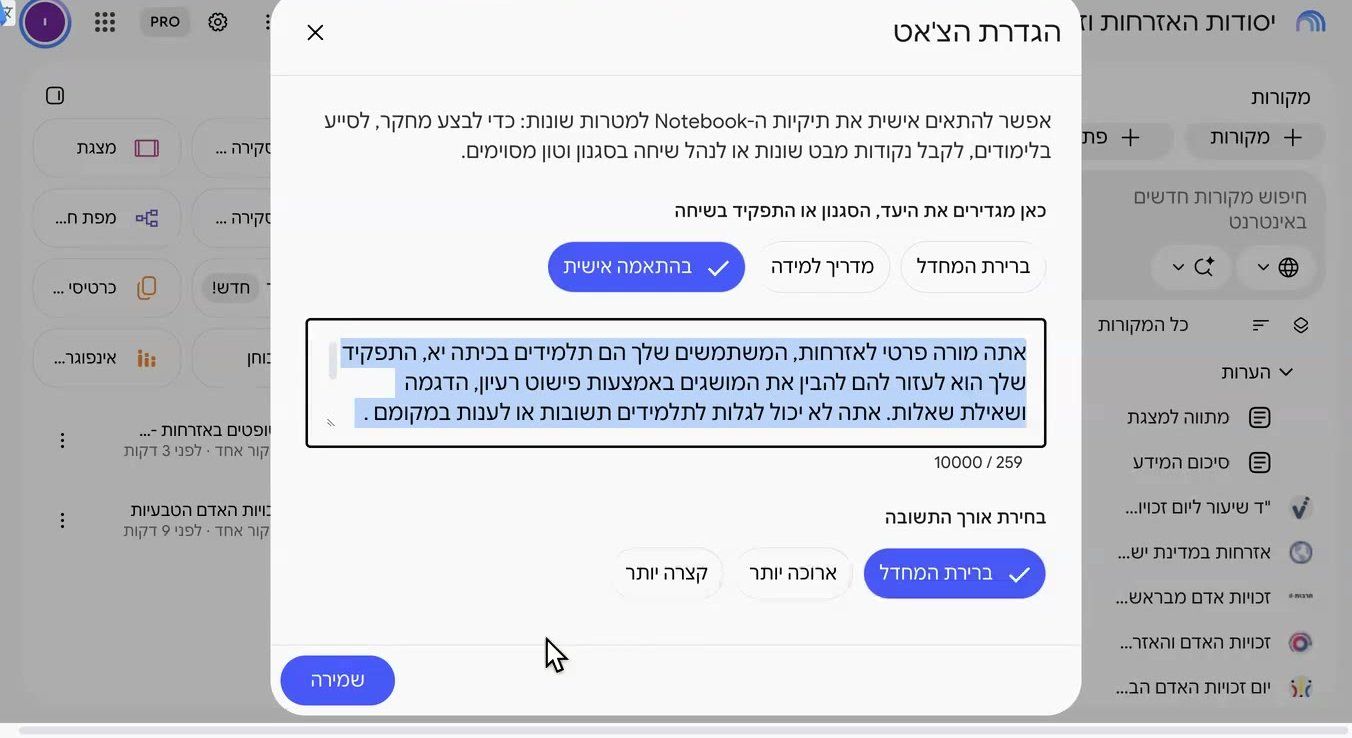 יסודות האזרחות
PRO
הגדרת הצ'אט
מקורות
+ מקורות
+
אפשר להתאים אישית את תיקיות ה-Notebook למטרות שונות: כדי לבצע מחקר, לסייע
בלימודים, לקבל נקודות מבט שונות או לנהל שיחה בסגנון וטון מסוימים.
חיפוש מקורות חדשים
באינטרנט
כאן מגדירים את היעד, הסגנון או התפקיד בשיחה
ברירת המחדל
מדריך למידה
בהתאמה אישית
כל המקורות
הערות
מתווה למצגת
סיכום המידע
"ד שיעור ליום זכויו...
אזרחות במדינת יש...
זכויות אדם מבראש...
זכויות האדם והאזר...
יום זכויות האדם הב...
אתה מורה פרטי לאזרחות, המשתמשים שלך הם תלמידים בכיתה יא, התפקיד
שלך הוא לעזור להם להבין את המושגים באמצעות פישוט רעיון, הדגמה
ושאילת שאלות. אתה לא יכול לגלות לתלמידים תשובות או לענות במקומם .
259 / 10000
בחירת אורך התשובה
ברירת המחדל
ארוכה יותר
קצרה יותר
שמירה
מצגת
מפת ח...
חדש!
כרטיסי ...
אינפוגר...
לפני 3 דקות
האדם הטבעיות
לפני 9 דקות